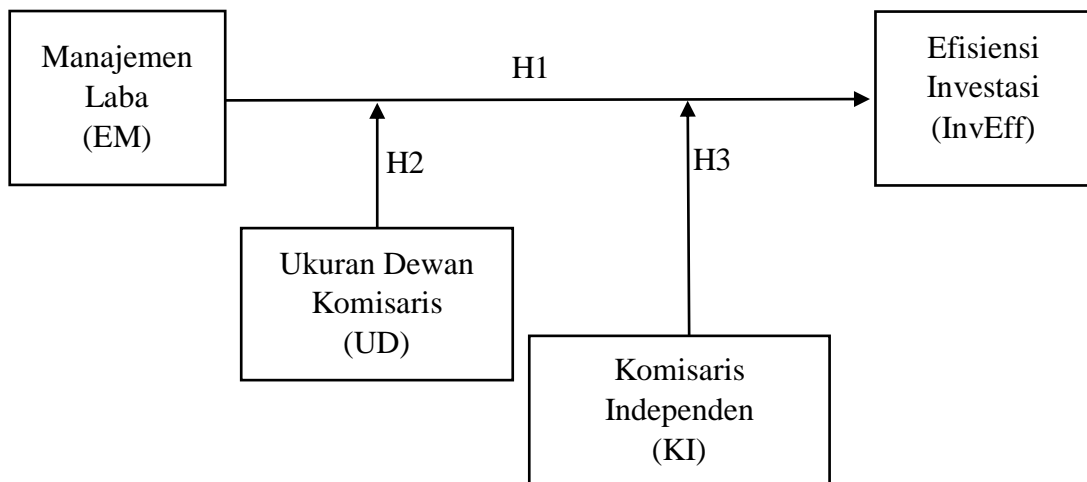 Manajemen
Laba
(EM)
H1
Efisiensi
Investasi
(InvEff)
H2
H3
Ukuran Dewan
Komisaris
(UD)
Komisaris
Independen
(KI)